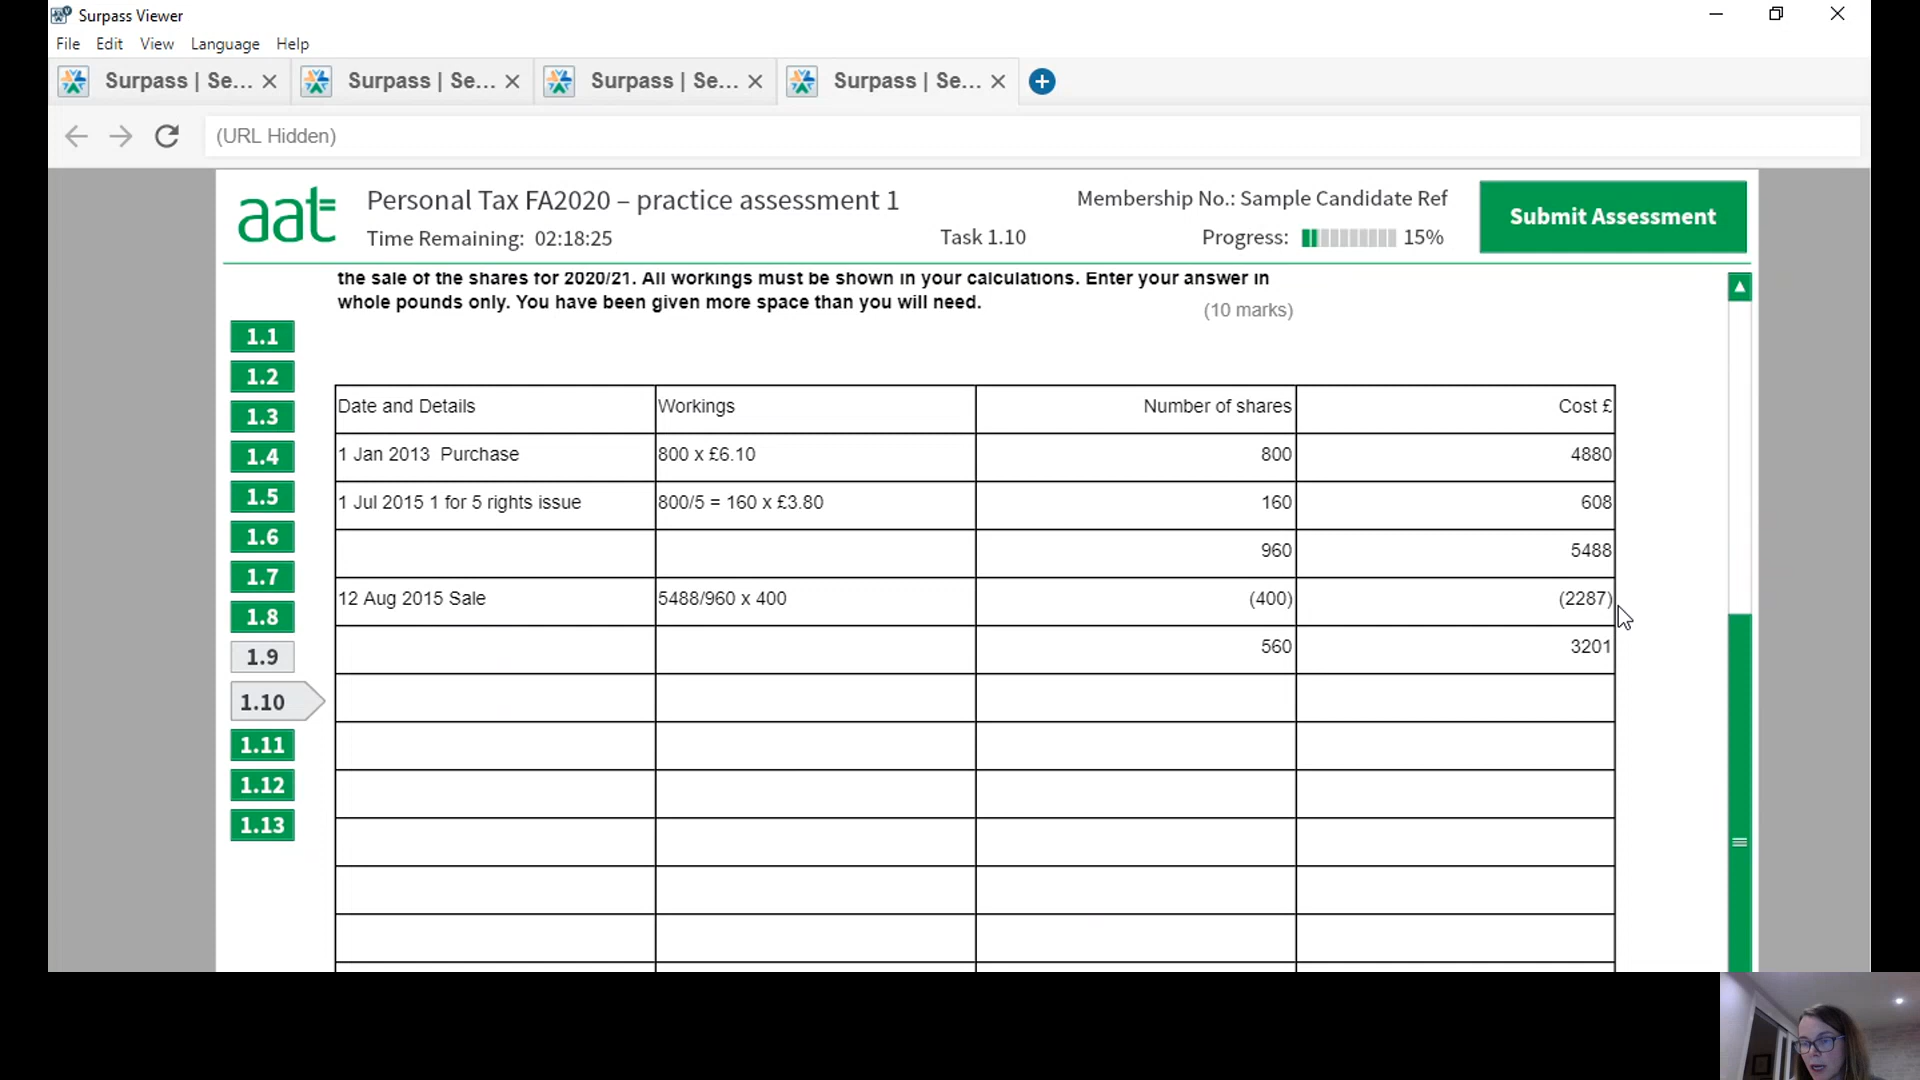 Surpass Viewer
File Edit View Language Help
Surpass | Se... Surpass | Se... Surpass | Se... Surpass | Se...
(URL Hidden)
aat
Personal Tax FA2020 – practice assessment 1
Membership No.: Sample Candidate Ref
Submit Assessment
Time Remaining: 02:18:25
Task 1.10
Progress: 15%
the sale of the shares for 2020/21. All workings must be shown in your calculations. Enter your answer in
whole pounds only. You have been given more space than you will need.
(10 marks)
1.1
1.2
1.3
1.4
1.5
1.6
1.7
1.8
1.9
1.10
1.11
1.12
1.13
Date and Details Workings Number of shares Cost £
1 Jan 2013 Purchase 800 x £6.10 800 4880
1 Jul 2015 1 for 5 rights issue 800/5 = 160 x £3.80 160 608
960 5488
12 Aug 2015 Sale 5488/960 x 400 (400) (2287)
560 3201